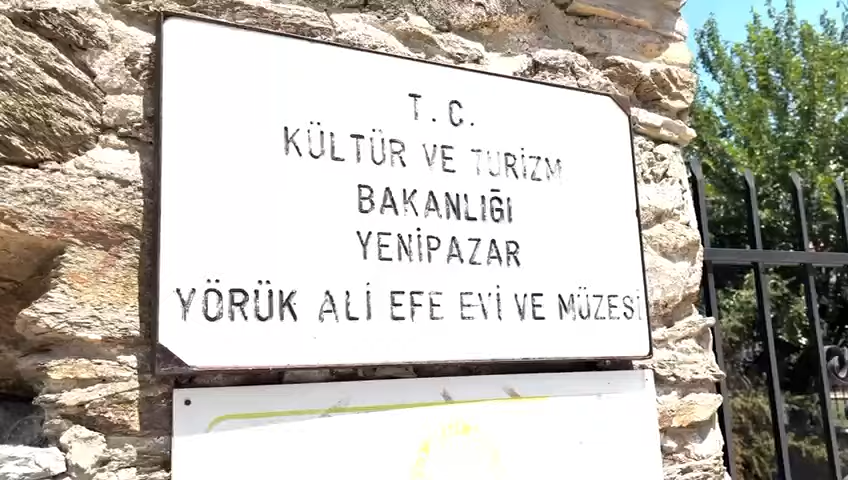 T.C.
KÜLTÜR VE TURİZM
BAKANLIĞI
YENİPAZAR
YÖRÜK ALİ EFE EVİ VE MÜZESİ